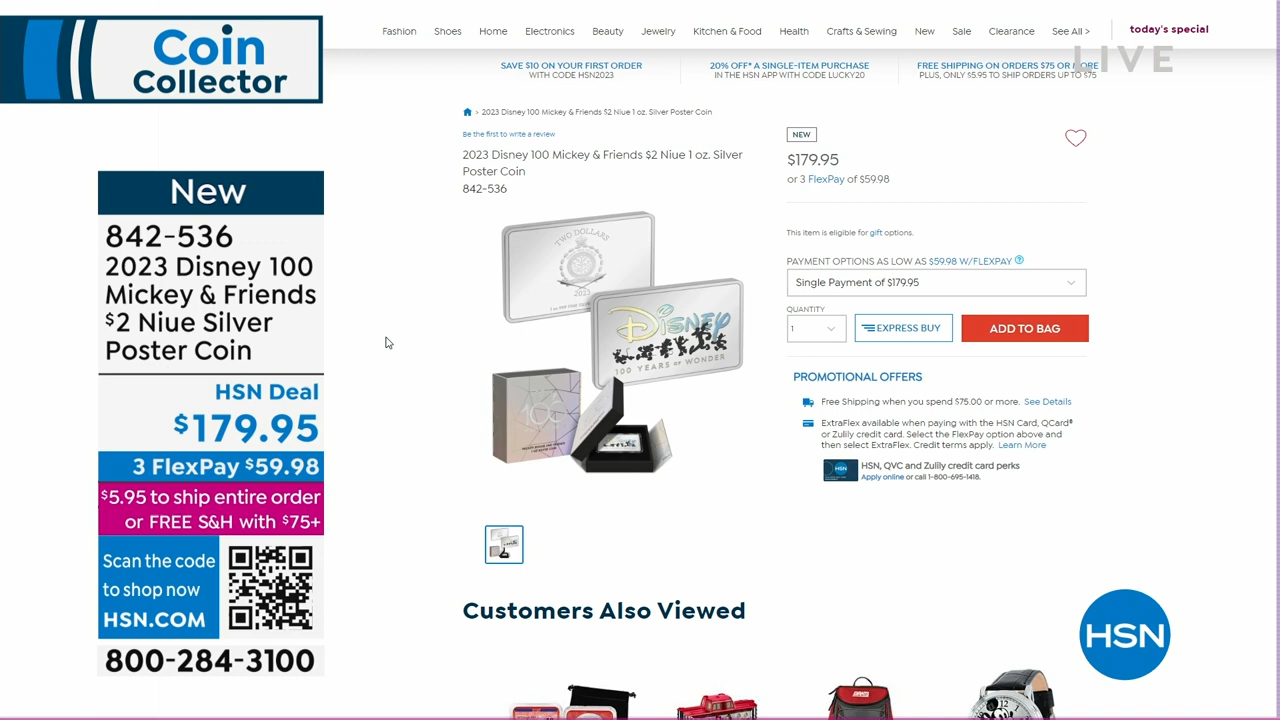 Coin
Collector
New
842-536
2023 Disney 100
Mickey & Friends
$2 Niue Silver
Poster Coin
HSN Deal
$179.95
3 FlexPay $59.98
$5.95 to ship entire order
or FREE S&H with $75+
Scan the code
to shop now
HSN.COM
800-284-3100
Fashion Shoes Home Electronics Beauty Jewelry Kitchen & Food Health Crafts & Sewing New Sale Clearance See All > today's special
LIVE
SAVE $10 ON YOUR FIRST ORDER
WITH CODE HSN2023
20% OFF* A SINGLE-ITEM PURCHASE
IN THE HSN APP WITH CODE LUCKY20
FREE SHIPPING ON ORDERS $75 OR MORE
PLUS, ONLY $5.95 TO SHIP ORDERS UP TO $75
> 2023 Disney 100 Mickey & Friends $2 Niue 1 oz. Silver Poster Coin
Be the first to write a review
2023 Disney 100 Mickey & Friends $2 Niue 1 oz. Silver
Poster Coin
842-536
TWO DOLLARS
2023
Disney
100 YEARS OF WONDER
NEW
$179.95
or 3 FlexPay of $59.98
This item is eligible for gift options.
PAYMENT OPTIONS AS LOW AS $59.98 W/FLEXPAY ?
Single Payment of $179.95
QUANTITY
1
EXPRESS BUY
ADD TO BAG
PROMOTIONAL OFFERS
Free Shipping when you spend $75.00 or more. See Details
ExtraFlex available when paying with the HSN Card, QCard®
or Zulily credit card. Select the FlexPay option above and
then select ExtraFlex. Credit terms apply. Learn More
HSN
HSN, QVC and Zulily credit card perks
Apply online or call 1-800-695-1418.
Customers Also Viewed
HSN